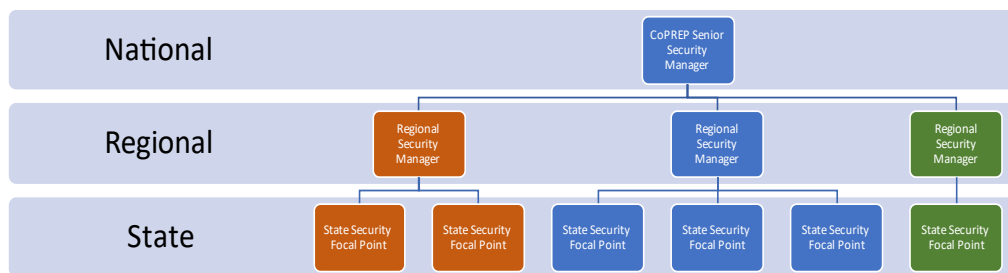 National
CoPREP Senior
Security
Manager
Regional
Regional
Security
Manager
Regional
Security
Manager
Regional
Security
Manager
State
State Security
Focal Point
State Security
Focal Point
State Security
Focal Point
State Security
Focal Point
State Security
Focal Point
State Security
Focal Point